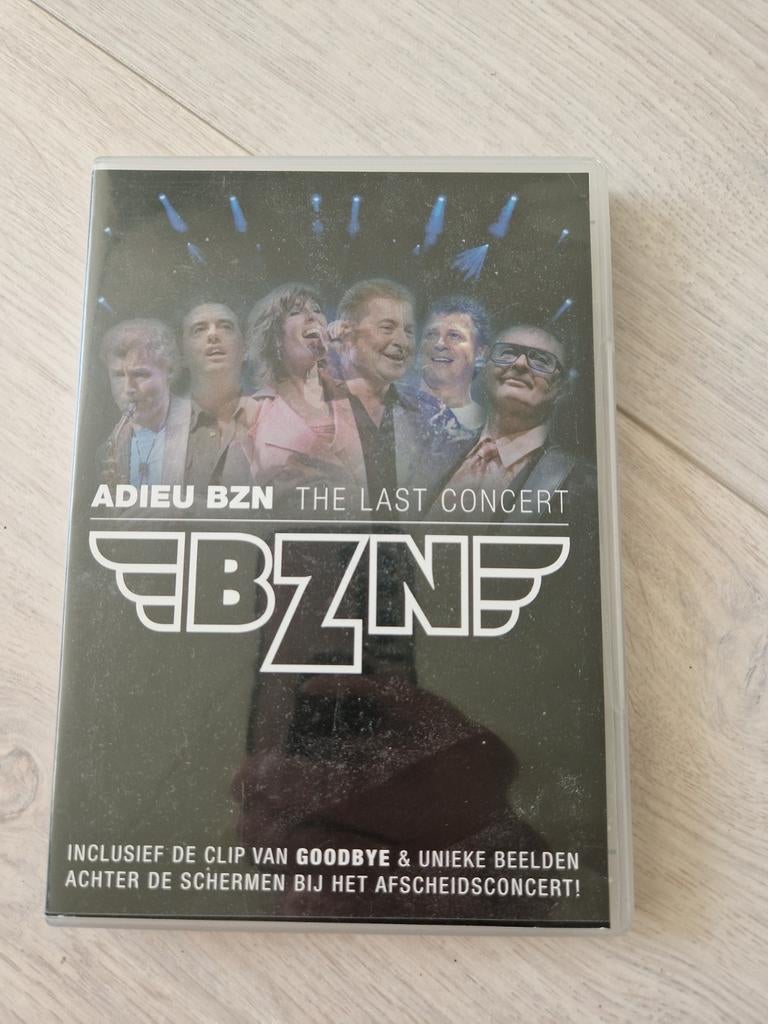 ADIEU BZN THE LAST CONCERT
BZN
INCLUSIEF DE CLIP VAN GOODBYE & UNIEKE BEELDEN
ACHTER DE SCHERMEN BIJ HET AFSCHEIDSCONCERT!